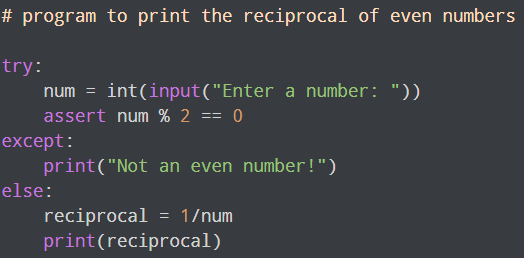 # program to print the reciprocal of even numbers

try:
    num = int(input("Enter a number: "))
    assert num % 2 == 0
except:
    print("Not an even number!")
else:
    reciprocal = 1/num
    print(reciprocal)